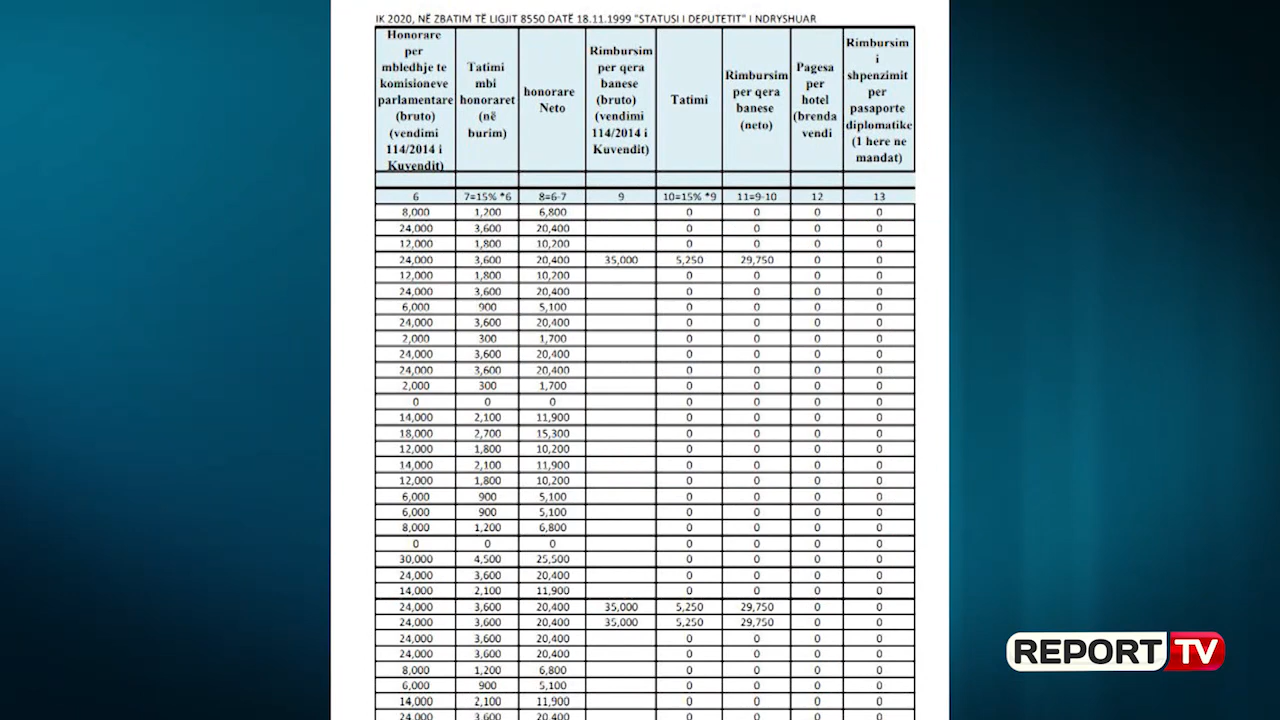 IK 2020, NË ZBATIM TË LIGJIT 8550 DATË 18.11.1999 "STATUSI I DEPUTETIT" I NDRYSHUAR
Honorare per mbledhje te komisioneve parlamentare (bruto) (vendimi 114/2014 i Kuvendit) Tatimi mbi honoraret (në burim) honorare Neto Rimbursim per qera banese (bruto) (vendimi 114/2014 i Kuvendit) Tatimi Rimbursim per qera banese (neto) Pagesa per hotel (brenda vendi Rimbursim i shpenzimit per pasaporte diplomatike (1 here ne mandat)
6 7=15% *6 8=6-7 9 10=15% *9 11=9-10 12 13
8,000 1,200 6,800 0 0 0 0
24,000 3,600 20,400 0 0 0 0
12,000 1,800 10,200 0 0 0 0
24,000 3,600 20,400 35,000 5,250 29,750 0 0
12,000 1,800 10,200 0 0 0 0
24,000 3,600 20,400 0 0 0 0
6,000 900 5,100 0 0 0 0
24,000 3,600 20,400 0 0 0 0
2,000 300 1,700 0 0 0 0
24,000 3,600 20,400 0 0 0 0
24,000 3,600 20,400 0 0 0 0
2,000 300 1,700 0 0 0 0
0 0 0 0 0 0 0
14,000 2,100 11,900 0 0 0 0
18,000 2,700 15,300 0 0 0 0
12,000 1,800 10,200 0 0 0 0
14,000 2,100 11,900 0 0 0 0
12,000 1,800 10,200 0 0 0 0
6,000 900 5,100 0 0 0 0
6,000 900 5,100 0 0 0 0
8,000 1,200 6,800 0 0 0 0
0 0 0 0 0 0 0
30,000 4,500 25,500 0 0 0 0
24,000 3,600 20,400 0 0 0 0
14,000 2,100 11,900 0 0 0 0
24,000 3,600 20,400 35,000 5,250 29,750 0 0
24,000 3,600 20,400 35,000 5,250 29,750 0 0
24,000 3,600 20,400 0 0 0 0
24,000 3,600 20,400 0 0 0 0
8,000 1,200 6,800 0 0 0 0
6,000 900 5,100 0 0 0 0
14,000 2,100 11,900 0 0 0 0
24,000 3,600 20,400 0 0 0 0
REPORT TV